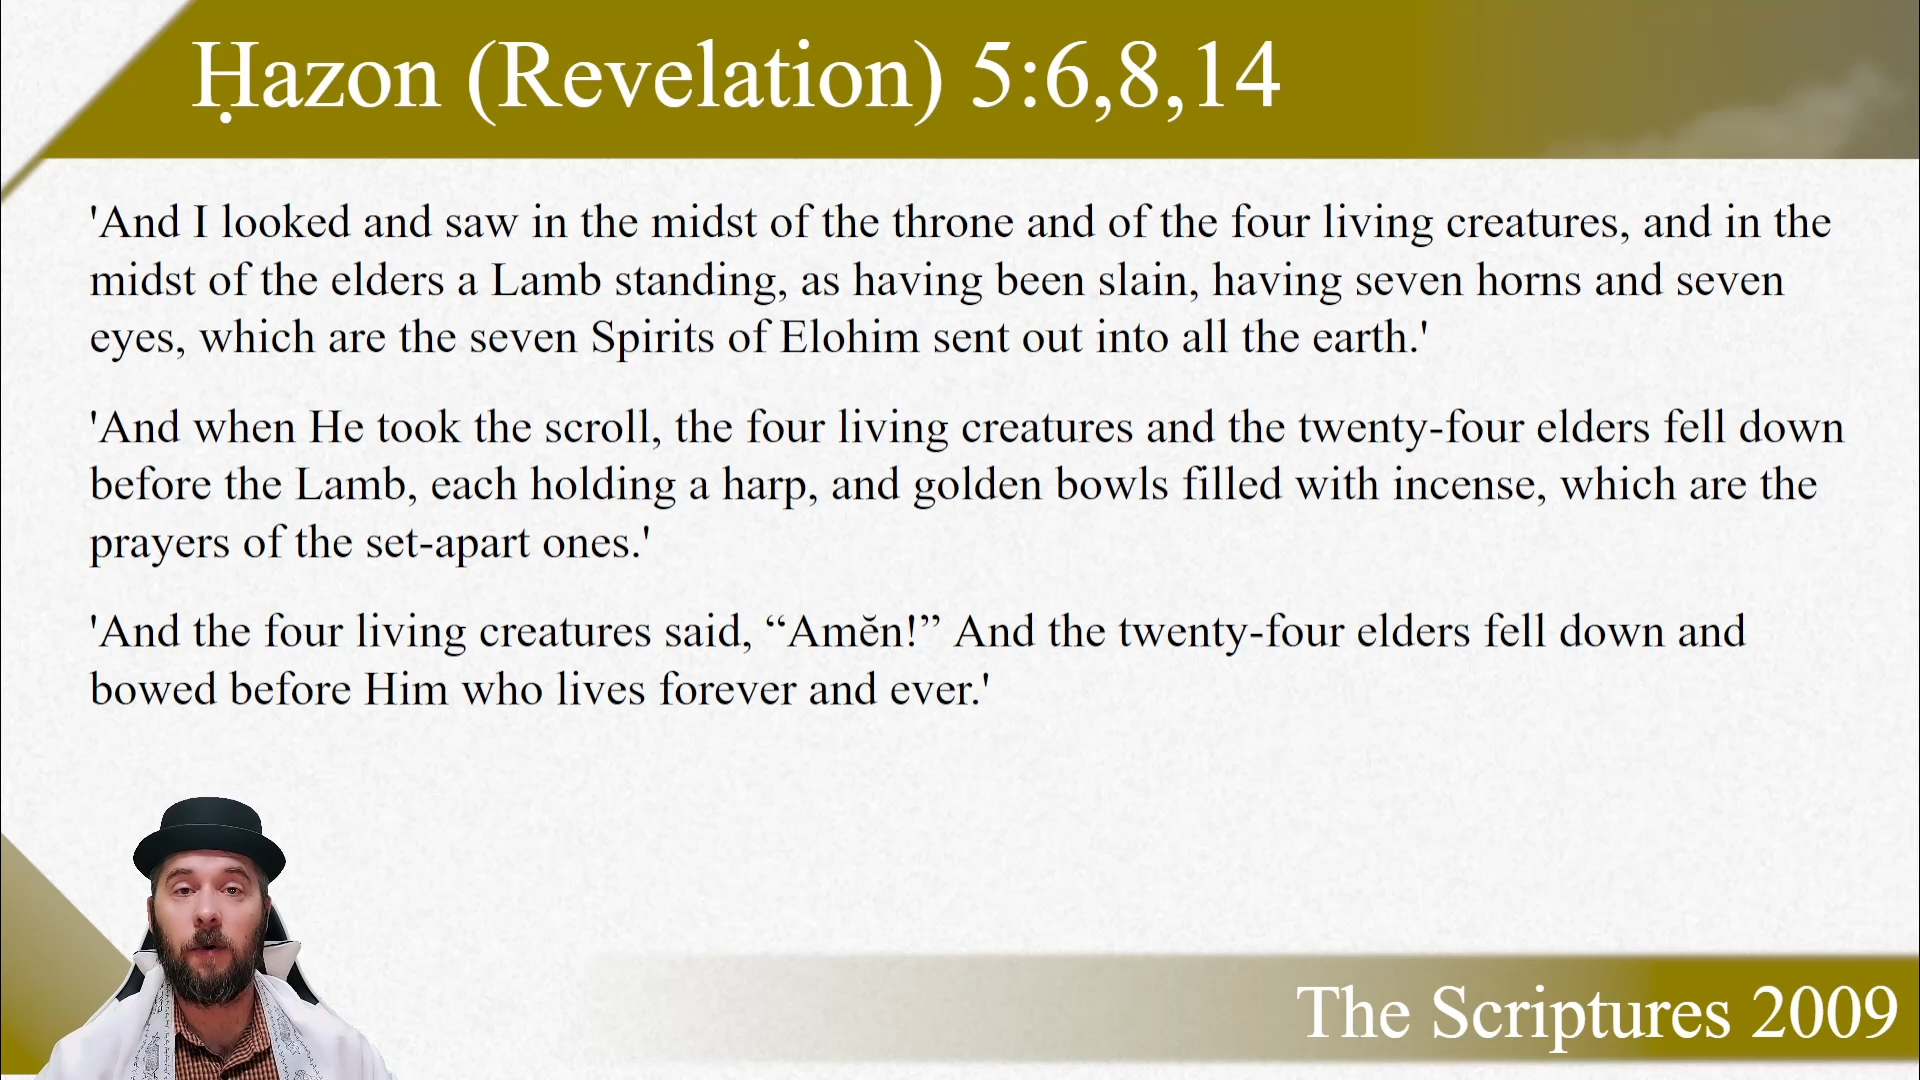 Ḥazon (Revelation) 5:6,8,14
'And I looked and saw in the midst of the throne and of the four living creatures, and in the
midst of the elders a Lamb standing, as having been slain, having seven horns and seven
eyes, which are the seven Spirits of Elohim sent out into all the earth.'
'And when He took the scroll, the four living creatures and the twenty-four elders fell down
before the Lamb, each holding a harp, and golden bowls filled with incense, which are the
prayers of the set-apart ones.'
'And the four living creatures said, “Amĕn!” And the twenty-four elders fell down and
bowed before Him who lives forever and ever.'
The Scriptures 2009